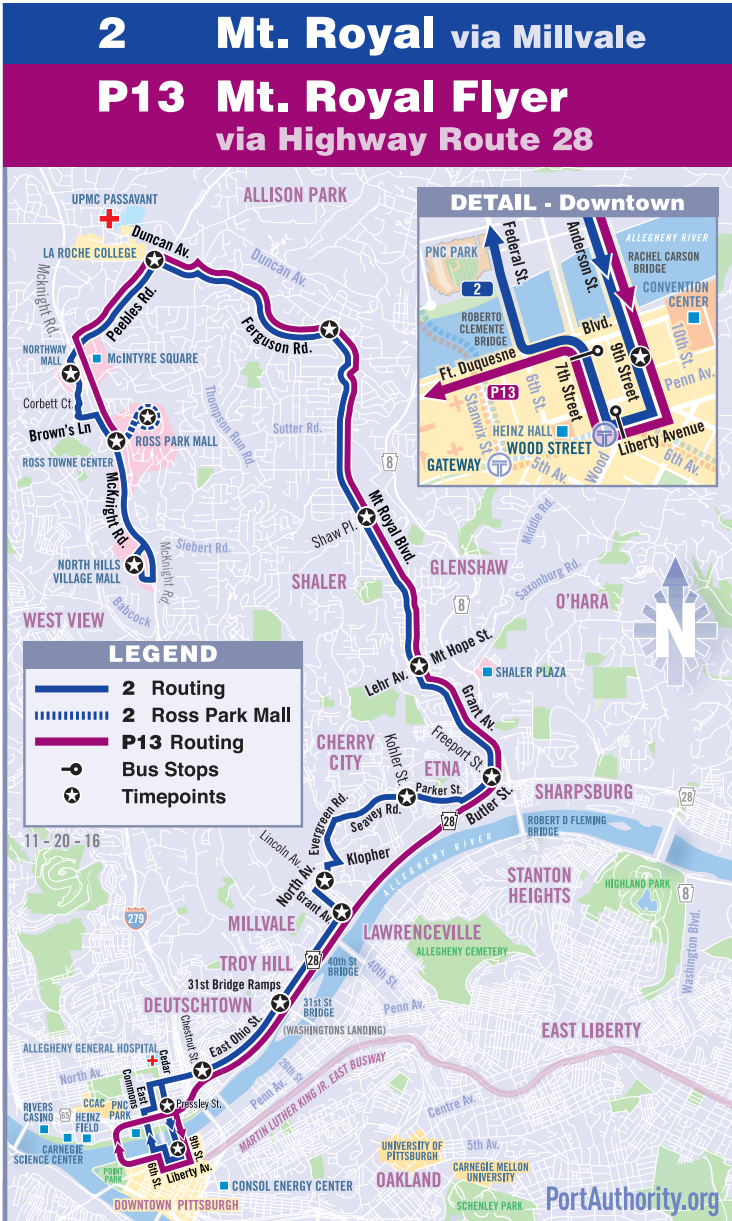 2 Mt. Royal via Millvale
P13 Mt. Royal Flyer
via Highway Route 28
ALLISON PARK
UPMC PASSAVANT
LA ROCHE COLLEGE
Duncan Av.
Duncan Av.
Mcknight Rd.
Peebles Rd.
Ferguson Rd.
NORTHWAY
MALL
McINTYRE SQUARE
Corbett Ct.
Brown's Ln
ROSS PARK MALL
ROSS TOWNE CENTER
Thompson Run Rd.
Sutter Rd.
8
McKnight Rd.
Shaw Pl.
Mt Royal Blvd.
Siebert Rd.
NORTH HILLS
VILLAGE MALL
McKnight Rd.
Babcock
WEST VIEW
SHALER
GLENSHAW
Middle Rd.
Saxonburg Rd.
8
O'HARA
DETAIL - Downtown
PNC PARK
Federal St.
Anderson St.
ALLEGHENY RIVER
RACHEL CARSON
BRIDGE
CONVENTION
CENTER
2
ROBERTO
CLEMENTE
BRIDGE
Blvd.
Ft. Duquesne
10th St.
9th Street
7th Street
6th St.
P13
Penn Av.
Stanwix St.
HEINZ HALL
WOOD STREET
Liberty Avenue
GATEWAY
5th Av.
Wood
6th Av.
N
LEGEND
2 Routing
2 Ross Park Mall
P13 Routing
Bus Stops
Timepoints
11 - 20 - 16
Lehr Av.
Mt Hope St.
SHALER PLAZA
Grant Av.
CHERRY
CITY
Kohler St.
Freeport St.
ETNA
Parker St.
Seavey Rd.
Evergreen Rd.
Butler St.
28
SHARPSBURG
28
ROBERT D FLEMING
BRIDGE
Lincoln Av.
Klopher
North Av.
Grant Av
ALLEGHENY RIVER
STANTON
HEIGHTS
HIGHLAND PARK
8
Washington Blvd.
279
MILLVALE
LAWRENCEVILLE
ALLEGHENY CEMETERY
TROY HILL
28
40th St
BRIDGE
40th St.
31st Bridge Ramps
DEUTSCHTOWN
31st St
BRIDGE
Penn Av.
(WASHINGTONS LANDING)
EAST LIBERTY
Chestnut St.
East Ohio St.
ALLEGHENY GENERAL HOSPITAL
Cedar
North Av.
East
Commons
28th St
Penn Av.
MARTIN LUTHER KING JR. EAST BUSWAY
Centre Av.
CCAC
PNC
PARK
Pressley St.
RIVERS
CASINO
65
HEINZ
FIELD
CARNEGIE
SCIENCE CENTER
POINT
PARK
6th St.
9th St.
Liberty Av.
DOWNTOWN PITTSBURGH
CONSOL ENERGY CENTER
UNIVERSITY OF
PITTSBURGH
5th Av.
OAKLAND
CARNEGIE MELLON
UNIVERSITY
SCHENLEY PARK
PortAuthority.org